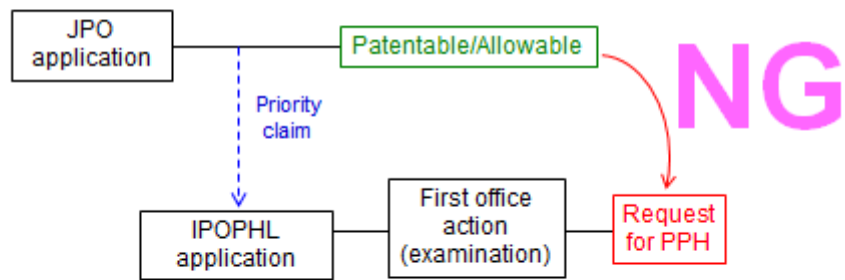 JPO
application
Patentable/Allowable
NG
Priority
claim
IPOPHL
application
First office
action
(examination)
Request
for PPH